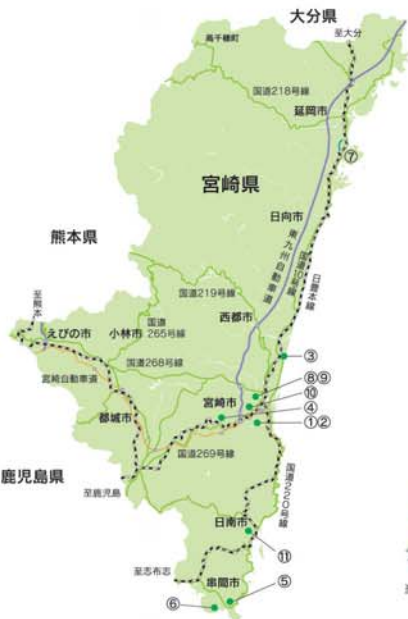 大分県
至大分
高千穂町
国道218号線
延岡市
⑦
宮崎県
日向市
熊本県
東九州自動車道
国道10号線
日豊本線
至熊本
国道219号線
えびの市
小林市
国道
265号線
西都市
③
国道268号線
宮崎自動車道
⑧⑨
⑩
宮崎市
④
都城市
①②
国道269号線
鹿児島県
至鹿児島
国道220号線
日南市
⑪
至志布志
串間市
⑤
⑥